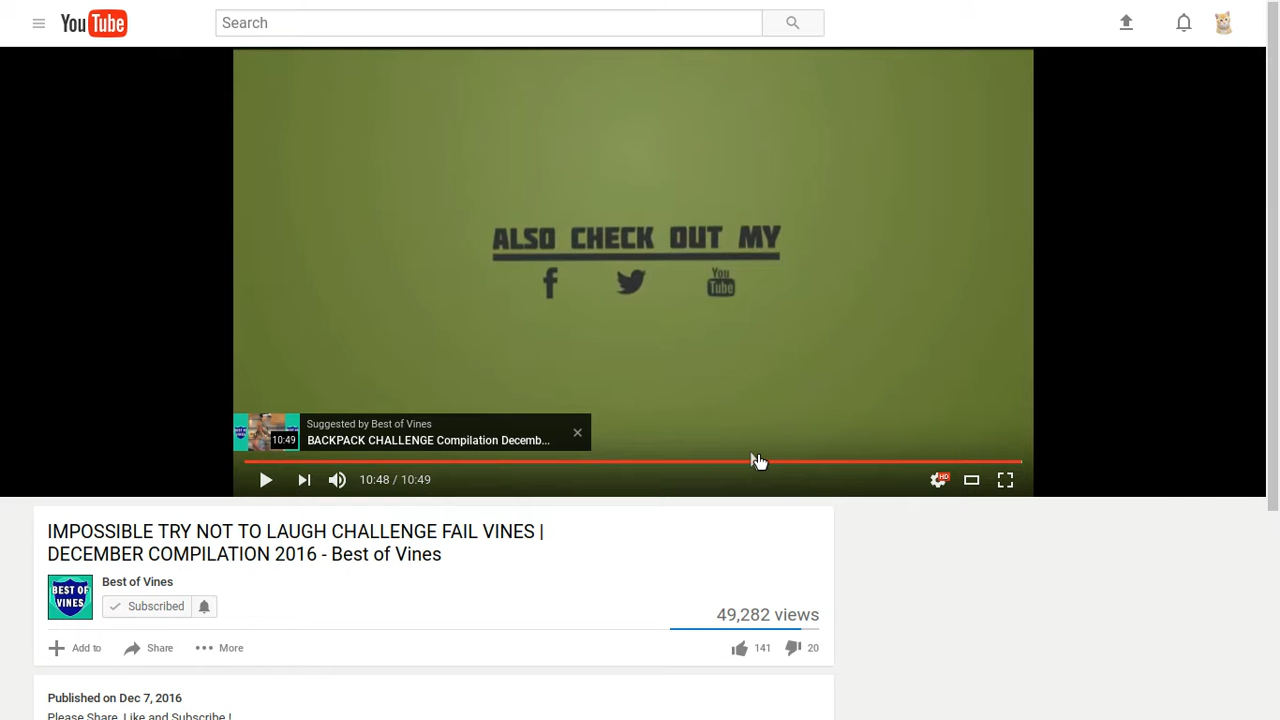 YouTube
Search
ALSO CHECK OUT MY
f
You Tube
Suggested by Best of Vines
10:49
BACKPACK CHALLENGE Compilation Decemb...
10:48 / 10:49
HD
IMPOSSIBLE TRY NOT TO LAUGH CHALLENGE FAIL VINES |
DECEMBER COMPILATION 2016 - Best of Vines
BEST OF
VINES
Best of Vines
Subscribed
49,282 views
Add to
Share
More
141
20
Published on Dec 7, 2016
Please Share, Like and Subscribe !